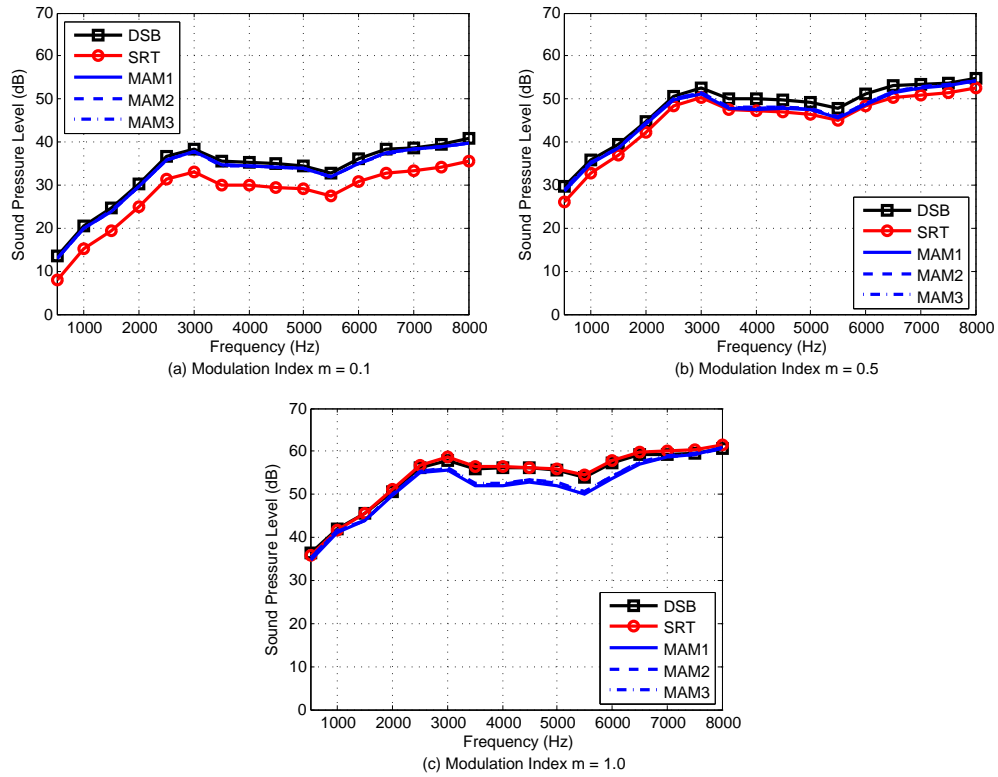 70
60
50
40
30
20
10
0
Sound Pressure Level (dB)
DSB
SRT
MAM1
MAM2
MAM3
1000 2000 3000 4000 5000 6000 7000 8000
Frequency (Hz)
(a) Modulation Index m = 0.1
70
60
50
40
30
20
10
0
Sound Pressure Level (dB)
DSB
SRT
MAM1
MAM2
MAM3
1000 2000 3000 4000 5000 6000 7000 8000
Frequency (Hz)
(b) Modulation Index m = 0.5
70
60
50
40
30
20
10
0
Sound Pressure Level (dB)
DSB
SRT
MAM1
MAM2
MAM3
1000 2000 3000 4000 5000 6000 7000 8000
Frequency (Hz)
(c) Modulation Index m = 1.0